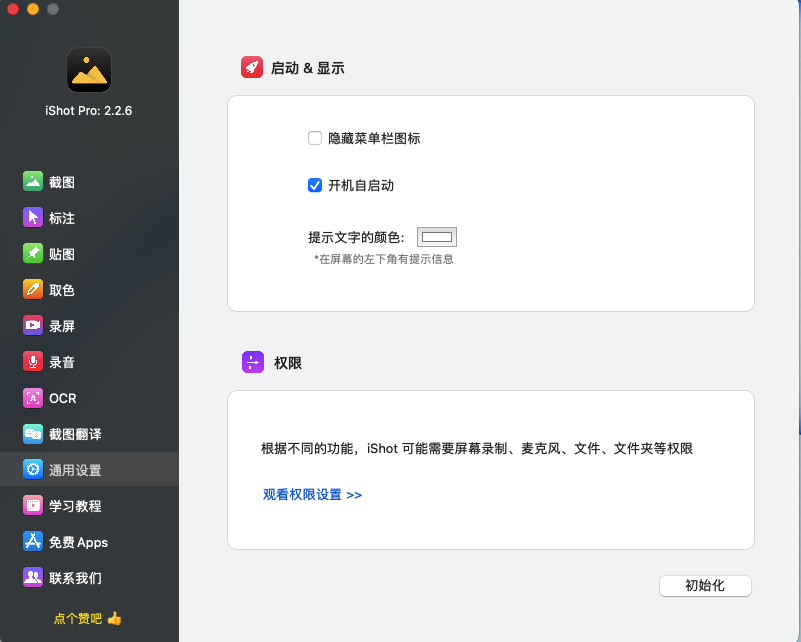 iShot Pro: 2.2.6
截图
标注
贴图
取色
录屏
录音
OCR
截图翻译
通用设置
学习教程
免费 Apps
联系我们
点个赞吧 👍
启动 & 显示
隐藏菜单栏图标
开机自启动
提示文字的颜色:
*在屏幕的左下角有提示信息
权限
根据不同的功能，iShot 可能需要屏幕录制、麦克风、文件、文件夹等权限
观看权限设置 >>
初始化